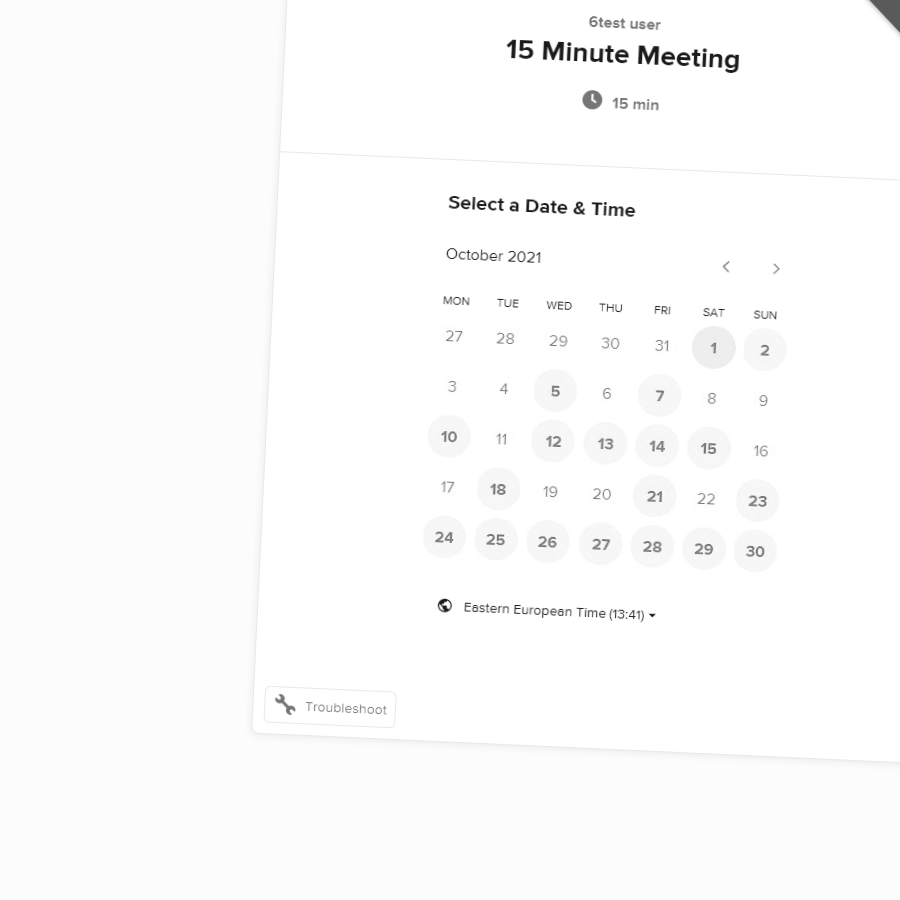 6test user
15 Minute Meeting
15 min
Select a Date & Time
October 2021
MON TUE WED THU FRI SAT SUN
27 28 29 30 31 1 2
3 4 5 6 7 8 9
10 11 12 13 14 15 16
17 18 19 20 21 22 23
24 25 26 27 28 29 30
Eastern European Time (13:41)
Troubleshoot